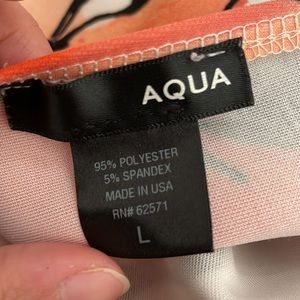 AQUA
95% POLYESTER
5% SPANDEX
MADE IN USA
RN# 62571
L